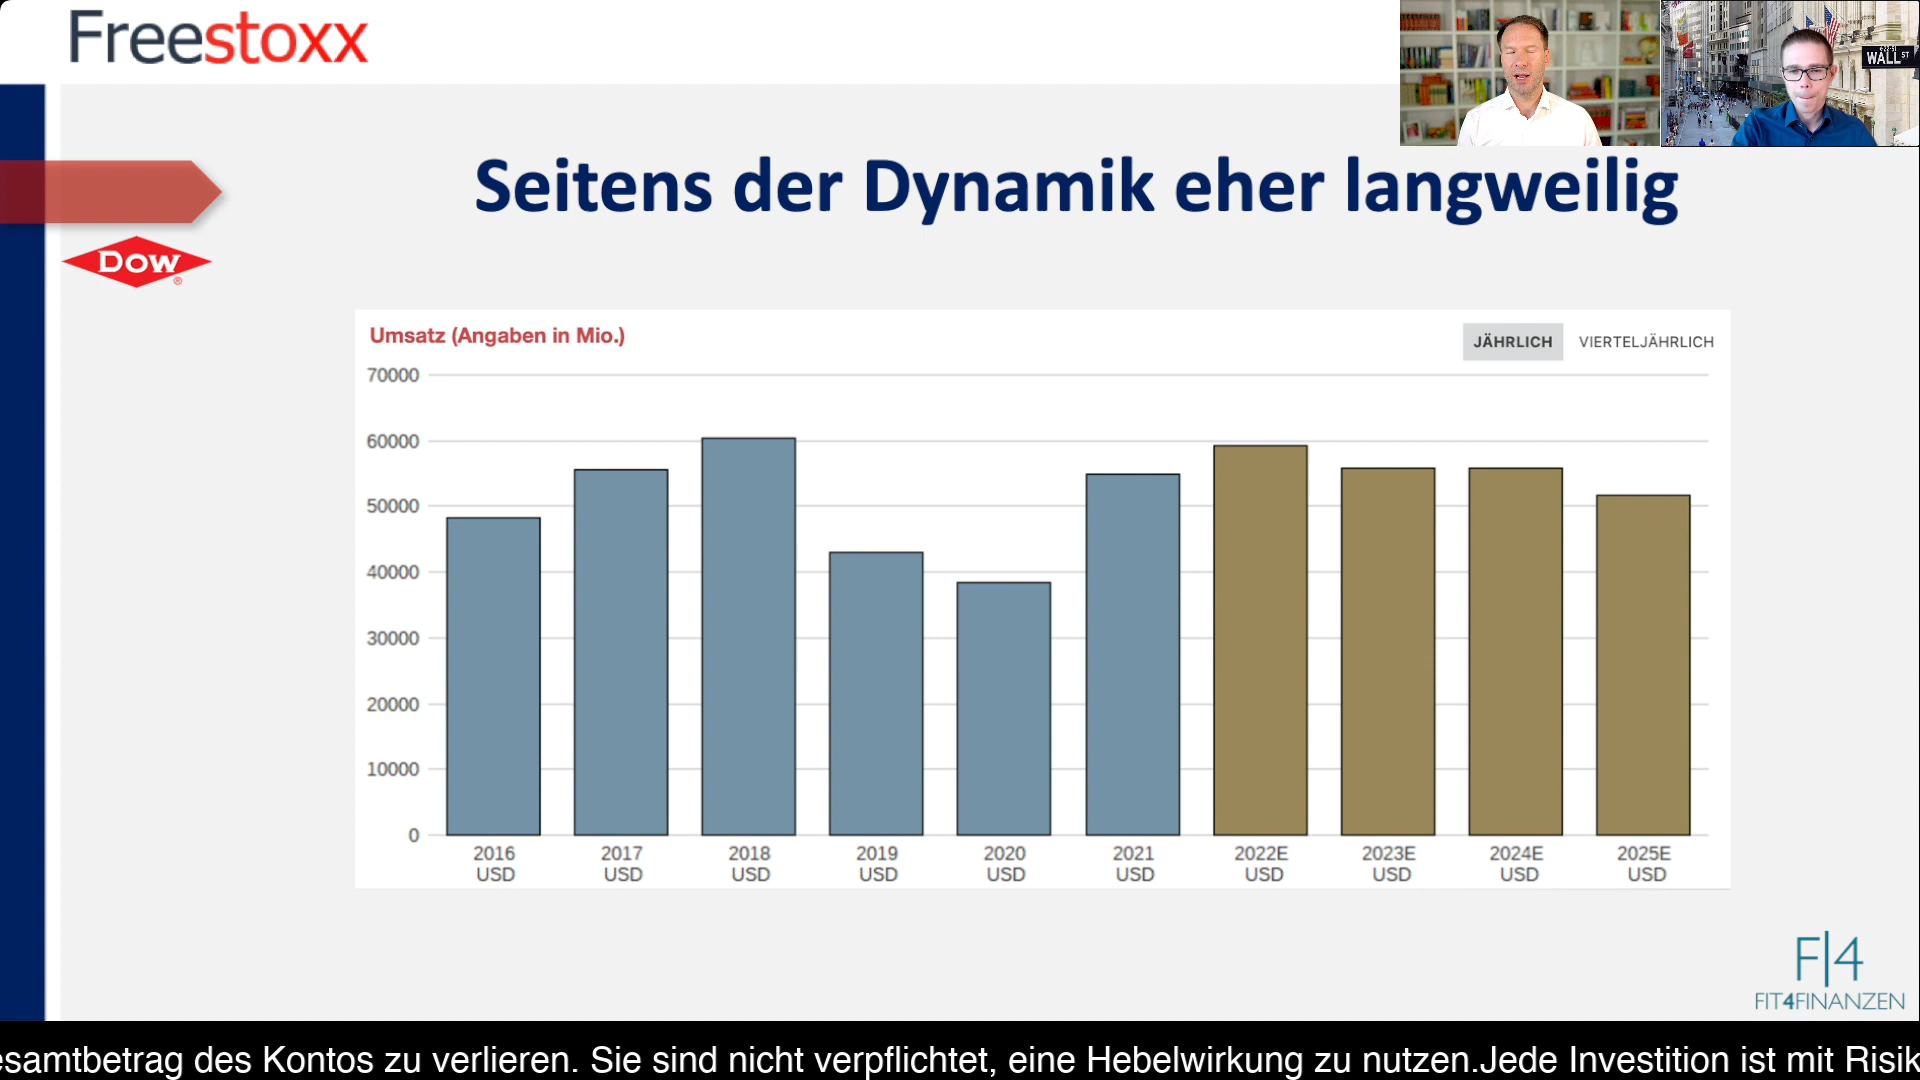 Freestoxx
WALL ST
Seitens der Dynamik eher langweilig
Dow
Umsatz (Angaben in Mio.)
JÄHRLICH VIERTELJÄHRLICH
70000
60000
50000
40000
30000
20000
10000
0
2016 2017 2018 2019 2020 2021 2022E 2023E 2024E 2025E
USD USD USD USD USD USD USD USD USD USD
F|4
FIT4FINANZEN
esamtbetrag des Kontos zu verlieren. Sie sind nicht verpflichtet, eine Hebelwirkung zu nutzen.Jede Investition ist mit Risik